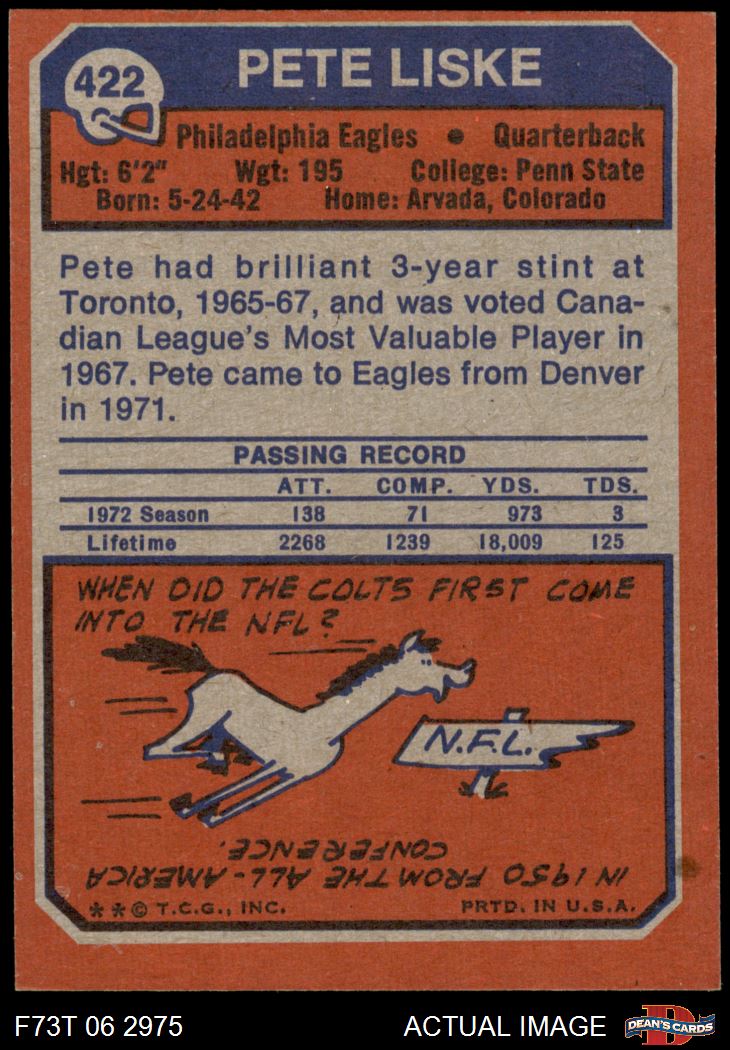 422
PETE LISKE
Philadelphia Eagles • Quarterback
Hgt: 6'2" Wgt: 195 College: Penn State
Born: 5-24-42 Home: Arvada, Colorado
Pete had brilliant 3-year stint at
Toronto, 1965-67, and was voted Cana-
dian League's Most Valuable Player in
1967. Pete came to Eagles from Denver
in 1971.
PASSING RECORD
ATT. COMP. YDS. TDS.
1972 Season 138 71 973 3
Lifetime 2268 1239 18,009 125
WHEN DID THE COLTS FIRST COME
INTO THE NFL?
N.F.L.
IN 1950 FROM THE ALL-AMERICA
CONFERENCE.
**© T.C.G., INC. PRTD. IN U.S.A.
F73T 06 2975 ACTUAL IMAGE
D
DEAN'S CARDS